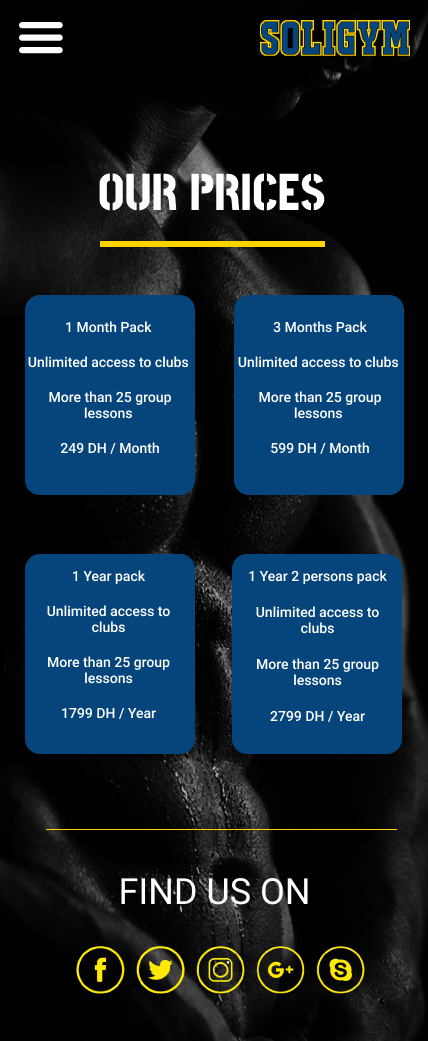 SOLIGYM
OUR PRICES
1 Month Pack
Unlimited access to clubs
More than 25 group
lessons
249 DH / Month
3 Months Pack
Unlimited access to clubs
More than 25 group
lessons
599 DH / Month
1 Year pack
Unlimited access to
clubs
More than 25 group
lessons
1799 DH / Year
1 Year 2 persons pack
Unlimited access to
clubs
More than 25 group
lessons
2799 DH / Year
FIND US ON